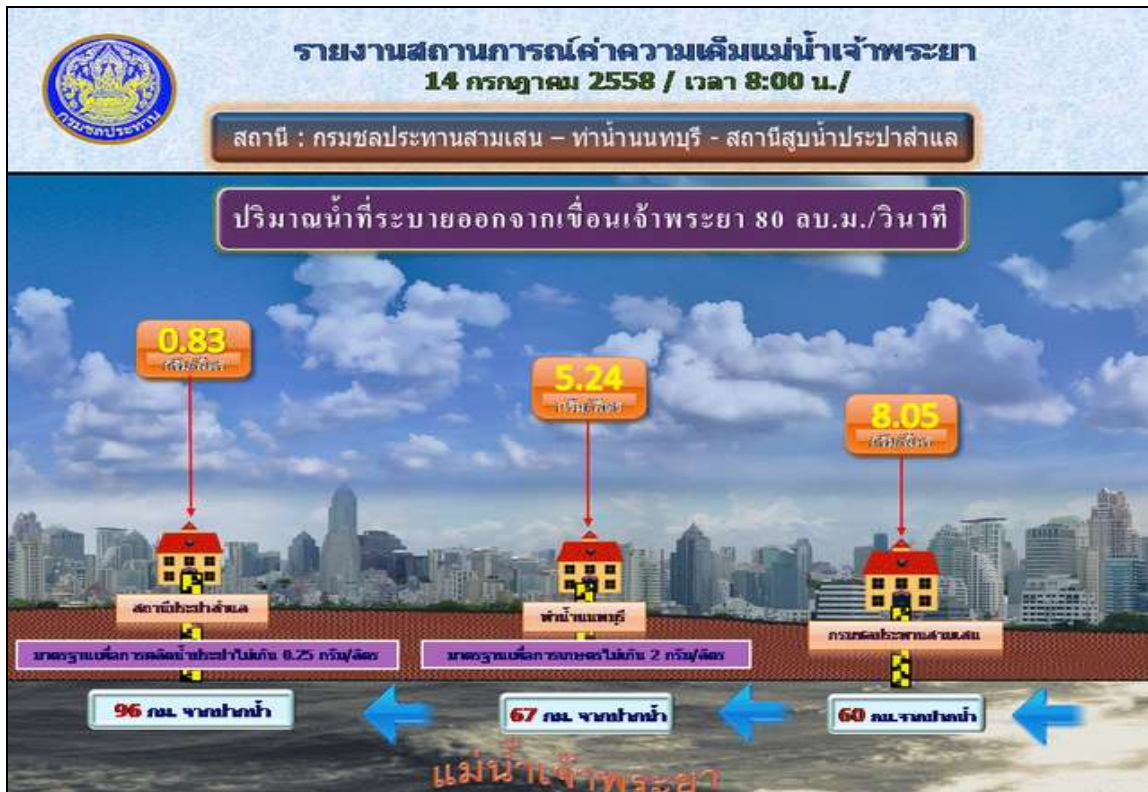 รายงานสถานการณ์ค่าความเค็มแม่น้ำเจ้าพระยา
14 กรกฎาคม 2558 / เวลา 8:00 น./
กรมชลประทาน
สถานี : กรมชลประทานสามเสน – ท่าน้ำนนทบุรี - สถานีสูบน้ำประปาสำแล
ปริมาณน้ำที่ระบายออกจากเขื่อนเจ้าพระยา 80 ลบ.ม./วินาที
0.83
กรัม/ลิตร
5.24
กรัม/ลิตร
8.05
กรัม/ลิตร
สถานีประปาสำแล
ท่าน้ำนนทบุรี
กรมชลประทานสามเสน
มาตรฐานเพื่อการผลิตน้ำประปาไม่เกิน 0.25 กรัม/ลิตร
มาตรฐานเพื่อการเกษตรไม่เกิน 2 กรัม/ลิตร
96 กม. จากปากน้ำ
67 กม. จากปากน้ำ
60 กม.จากปากน้ำ
แม่น้ำเจ้าพระยา